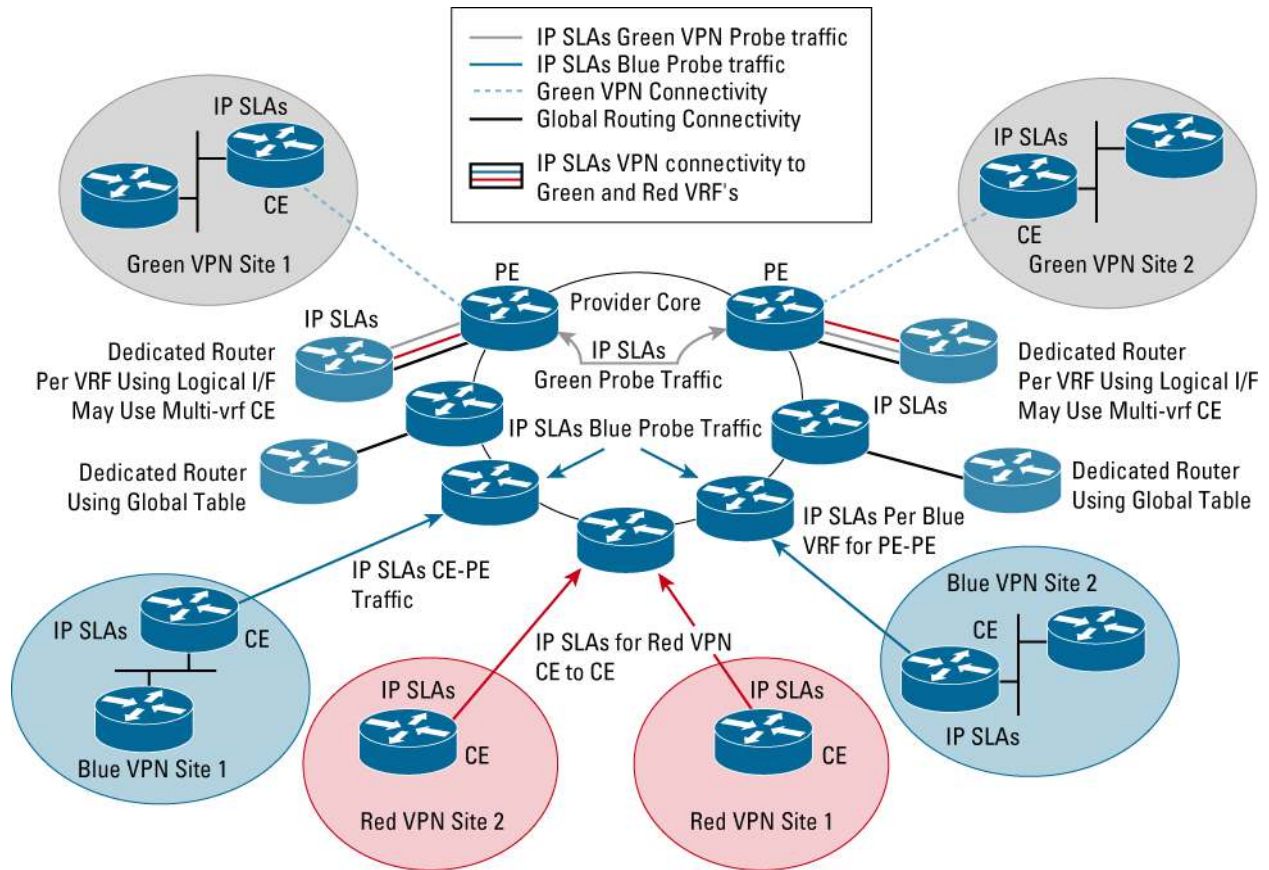 IP SLAs Green VPN Probe traffic
IP SLAs Blue Probe traffic
Green VPN Connectivity
Global Routing Connectivity
IP SLAs VPN connectivity to
Green and Red VRF's
IP SLAs
CE
Green VPN Site 1
IP SLAs
CE
Green VPN Site 2
PE
PE
Provider Core
IP SLAs
Dedicated Router
Per VRF Using Logical I/F
May Use Multi-vrf CE
IP SLAs
Green Probe Traffic
Dedicated Router
Per VRF Using Logical I/F
May Use Multi-vrf CE
IP SLAs
IP SLAs Blue Probe Traffic
Dedicated Router
Using Global Table
Dedicated Router
Using Global Table
IP SLAs Per Blue
VRF for PE-PE
IP SLAs CE-PE
Traffic
IP SLAs
CE
Blue VPN Site 1
Blue VPN Site 2
CE
IP SLAs
IP SLAs for Red VPN
CE to CE
IP SLAs
CE
Red VPN Site 2
IP SLAs
CE
Red VPN Site 1